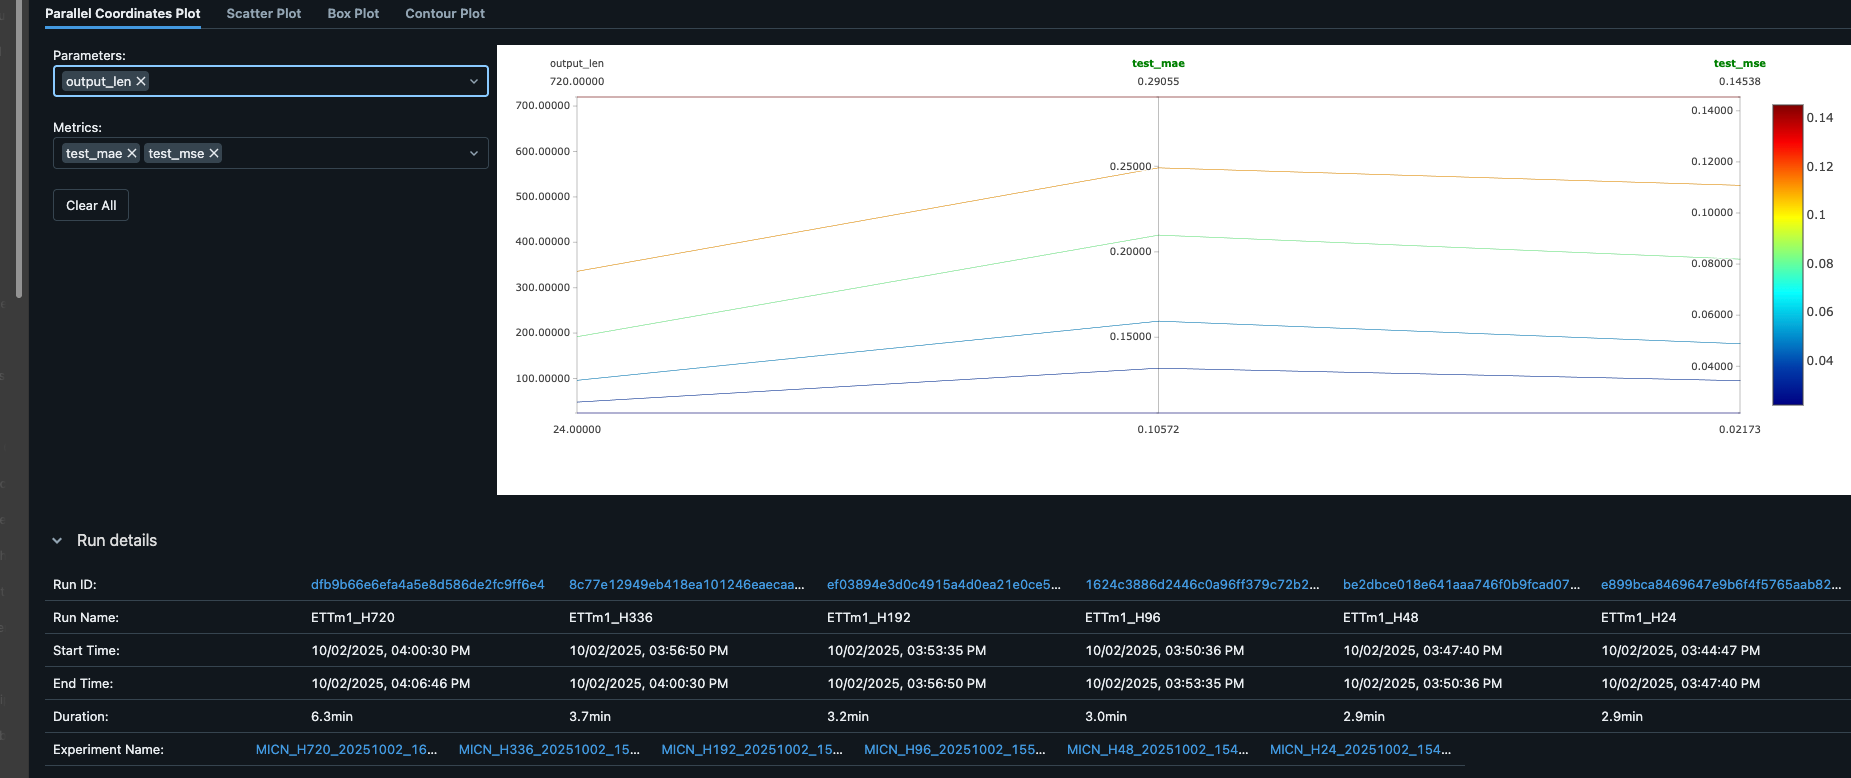 Parallel Coordinates Plot Scatter Plot Box Plot Contour Plot
Parameters:
output_len
Metrics:
test_mae test_mse
Clear All
output_len test_mae test_mse
720.00000 0.29055 0.14538
700.00000
600.00000
500.00000
400.00000
300.00000
200.00000
100.00000
24.00000
0.25000
0.20000
0.15000
0.10572
0.14000
0.12000
0.10000
0.08000
0.06000
0.04000
0.02173
0.14
0.12
0.1
0.08
0.06
0.04
Run details
Run ID: dfb9b66e6efa4a5e8d586de2fc9ff6e4 8c77e12949eb418ea101246eaecaa... ef03894e3d0c4915a4d0ea21e0ce5... 1624c3886d2446c0a96ff379c72b2... be2dbce018e641aaa746f0b9fcad07... e899bca8469647e9b6f4f5765aab82...
Run Name: ETTm1_H720 ETTm1_H336 ETTm1_H192 ETTm1_H96 ETTm1_H48 ETTm1_H24
Start Time: 10/02/2025, 04:00:30 PM 10/02/2025, 03:56:50 PM 10/02/2025, 03:53:35 PM 10/02/2025, 03:50:36 PM 10/02/2025, 03:47:40 PM 10/02/2025, 03:44:47 PM
End Time: 10/02/2025, 04:06:46 PM 10/02/2025, 04:00:30 PM 10/02/2025, 03:56:50 PM 10/02/2025, 03:53:35 PM 10/02/2025, 03:50:36 PM 10/02/2025, 03:47:40 PM
Duration: 6.3min 3.7min 3.2min 3.0min 2.9min 2.9min
Experiment Name: MICN_H720_20251002_16... MICN_H336_20251002_15... MICN_H192_20251002_15... MICN_H96_20251002_155... MICN_H48_20251002_154... MICN_H24_20251002_154...